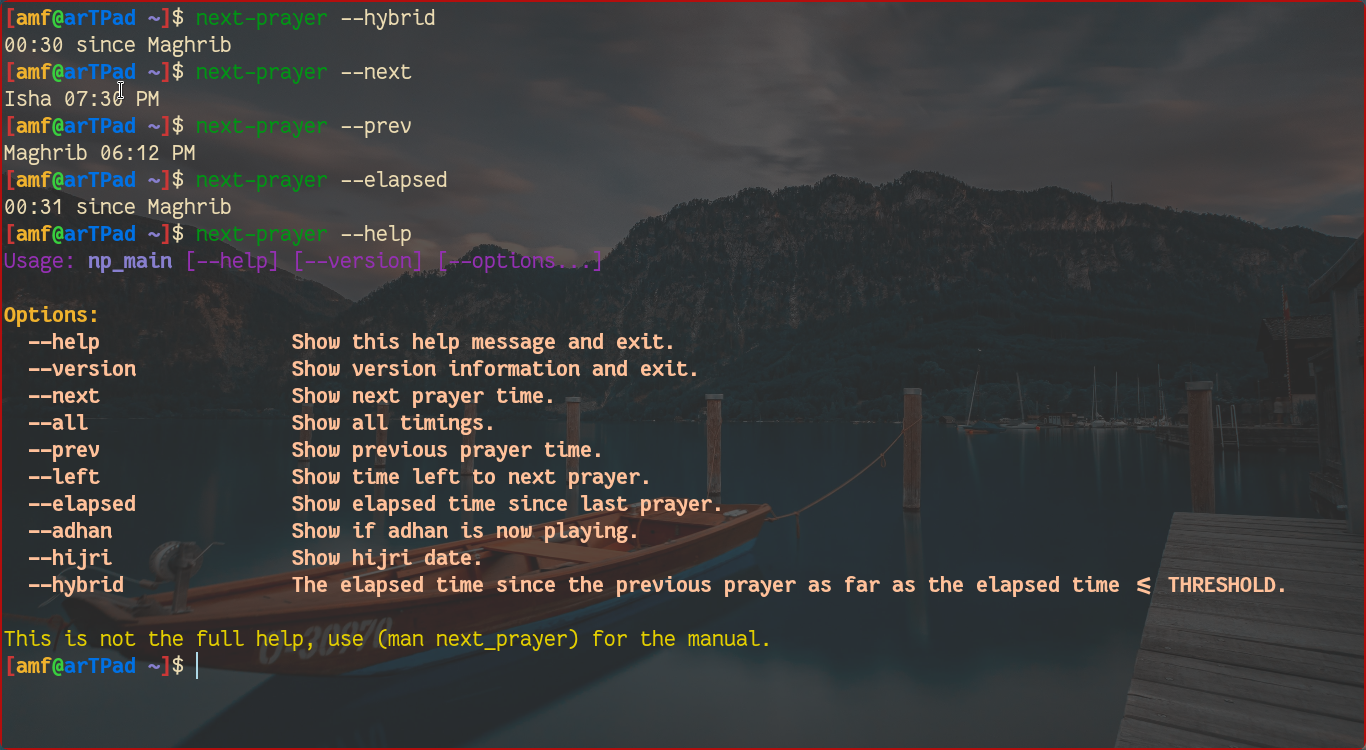 [amf@arTPad ~]$ next-prayer --hybrid
00:30 since Maghrib
[amf@arTPad ~]$ next-prayer --next
Isha 07:30 PM
[amf@arTPad ~]$ next-prayer --prev
Maghrib 06:12 PM
[amf@arTPad ~]$ next-prayer --elapsed
00:31 since Maghrib
[amf@arTPad ~]$ next-prayer --help
Usage: np_main [--help] [--version] [--options...]

Options:
  --help                Show this help message and exit.
  --version             Show version information and exit.
  --next                Show next prayer time.
  --all                 Show all timings.
  --prev                Show previous prayer time.
  --left                Show time left to next prayer.
  --elapsed             Show elapsed time since last prayer.
  --adhan               Show if adhan is now playing.
  --hijri               Show hijri date.
  --hybrid              The elapsed time since the previous prayer as far as the elapsed time <= THRESHOLD.

This is not the full help, use (man next_prayer) for the manual.
[amf@arTPad ~]$